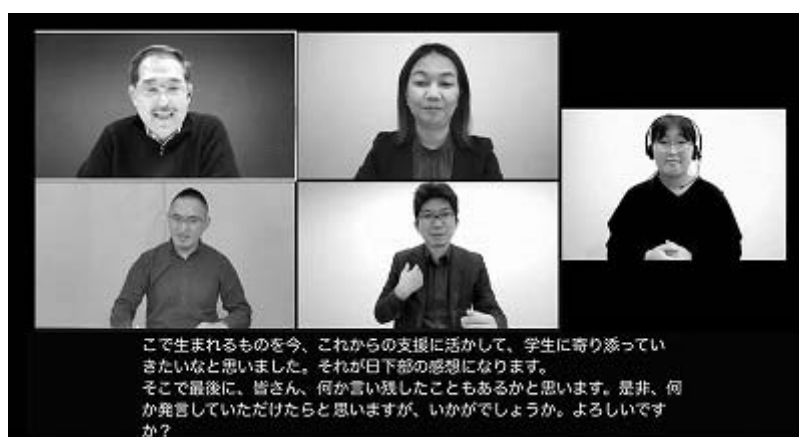 こで生まれるものを今、これからの支援に活かして、学生に寄り添ってい
きたいなと思いました。それが日下部の感想になります。
そこで最後に、皆さん、何か言い残したこともあるかと思います。是非、何
か発言していただけたらと思いますが、いかがでしょうか。よろしいです
か？